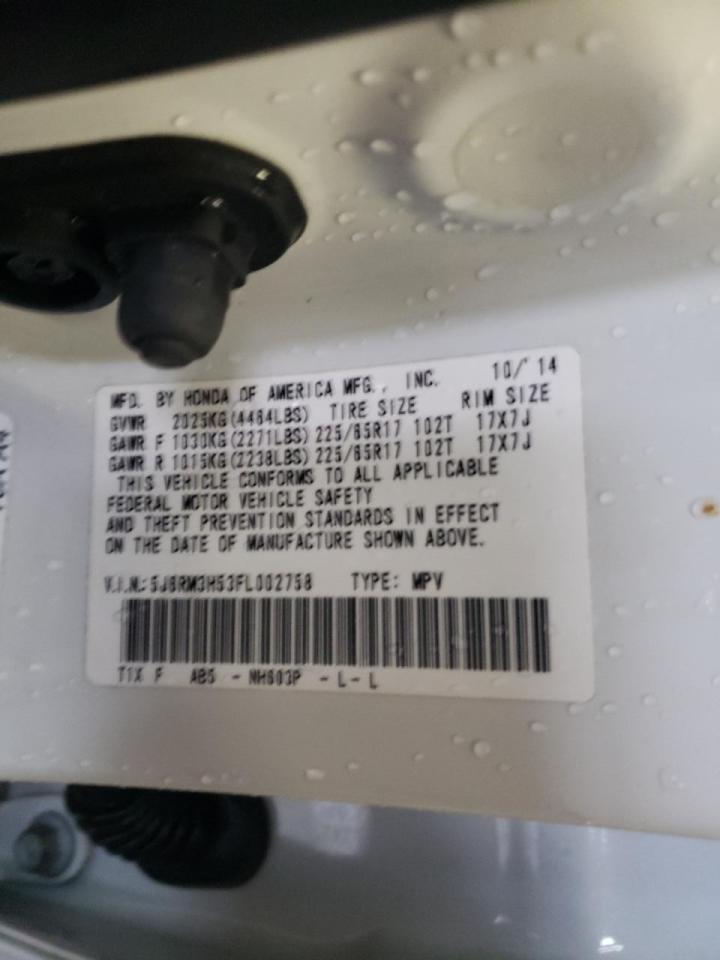 10/'14
MFD. BY HONDA OF AMERICA MFG., INC.
GVWR 2025KG(4464LBS) TIRE SIZE RIM SIZE
GAWR F 1030KG(2271LBS) 225/65R17 102T 17X7J
GAWR R 1015KG(2238LBS) 225/65R17 102T 17X7J
THIS VEHICLE CONFORMS TO ALL APPLICABLE
FEDERAL MOTOR VEHICLE SAFETY
AND THEFT PREVENTION STANDARDS IN EFFECT
ON THE DATE OF MANUFACTURE SHOWN ABOVE.
V.I.N.: 5J6RM3H53FL002758 TYPE: MPV
T1X F AB5 - NH603P - L - L